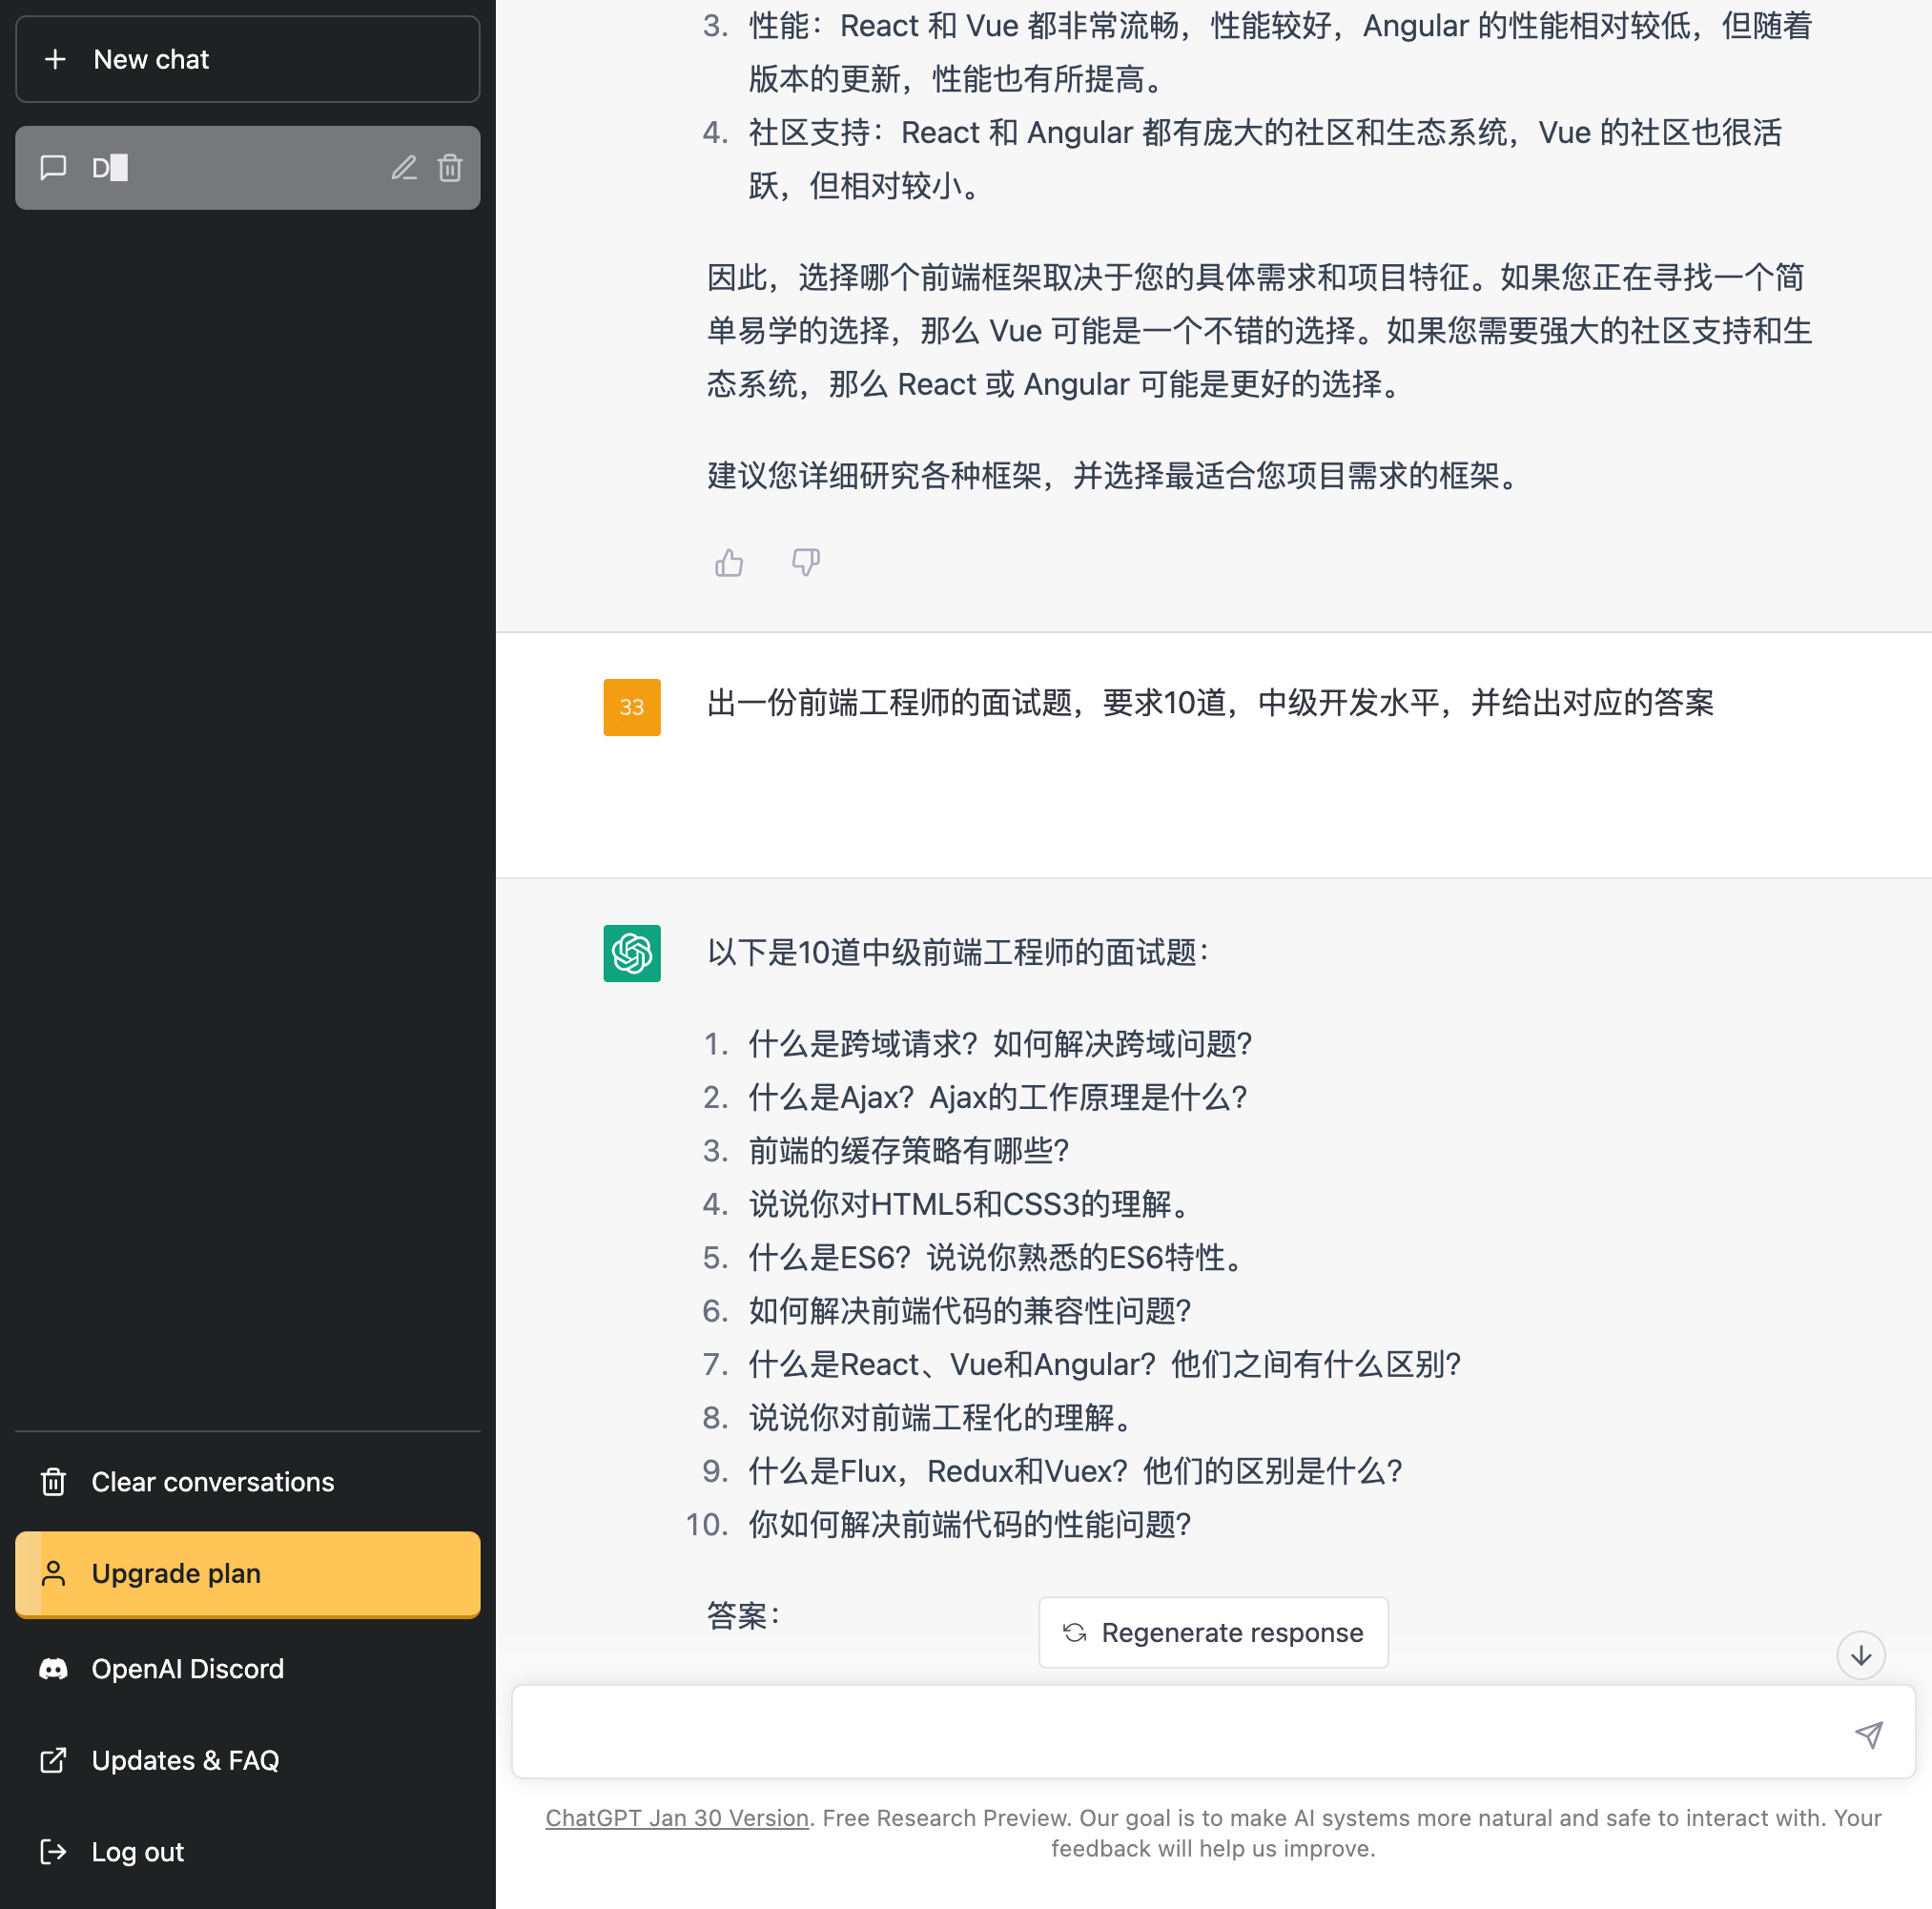 New chat
D
Clear conversations
Upgrade plan
OpenAI Discord
Updates & FAQ
Log out
3. 性能：React 和 Vue 都非常流畅，性能较好，Angular 的性能相对较低，但随着
版本的更新，性能也有所提高。
4. 社区支持：React 和 Angular 都有庞大的社区和生态系统，Vue 的社区也很活
跃，但相对较小。
因此，选择哪个前端框架取决于您的具体需求和项目特征。如果您正在寻找一个简
单易学的选择，那么 Vue 可能是一个不错的选择。如果您需要强大的社区支持和生
态系统，那么 React 或 Angular 可能是更好的选择。
建议您详细研究各种框架，并选择最适合您项目需求的框架。
33
出一份前端工程师的面试题，要求10道，中级开发水平，并给出对应的答案
以下是10道中级前端工程师的面试题：
1. 什么是跨域请求？如何解决跨域问题？
2. 什么是Ajax？Ajax的工作原理是什么？
3. 前端的缓存策略有哪些？
4. 说说你对HTML5和CSS3的理解。
5. 什么是ES6？说说你熟悉的ES6特性。
6. 如何解决前端代码的兼容性问题？
7. 什么是React、Vue和Angular？他们之间有什么区别？
8. 说说你对前端工程化的理解。
9. 什么是Flux，Redux和Vuex？他们的区别是什么？
10. 你如何解决前端代码的性能问题？
答案：
Regenerate response
ChatGPT Jan 30 Version. Free Research Preview. Our goal is to make AI systems more natural and safe to interact with. Your
feedback will help us improve.